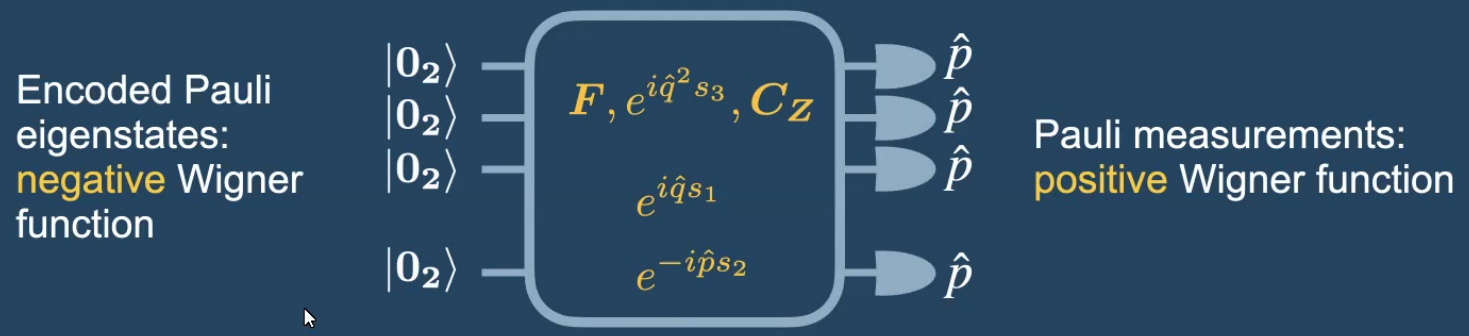 Encoded Pauli
eigenstates:
negative Wigner
function
|0₂⟩
|0₂⟩
|0₂⟩
|0₂⟩
F, e^{iq̂²s₃}, C_Z
e^{iq̂s₁}
e^{-ip̂s₂}
p̂
p̂
p̂
p̂
Pauli measurements:
positive Wigner function